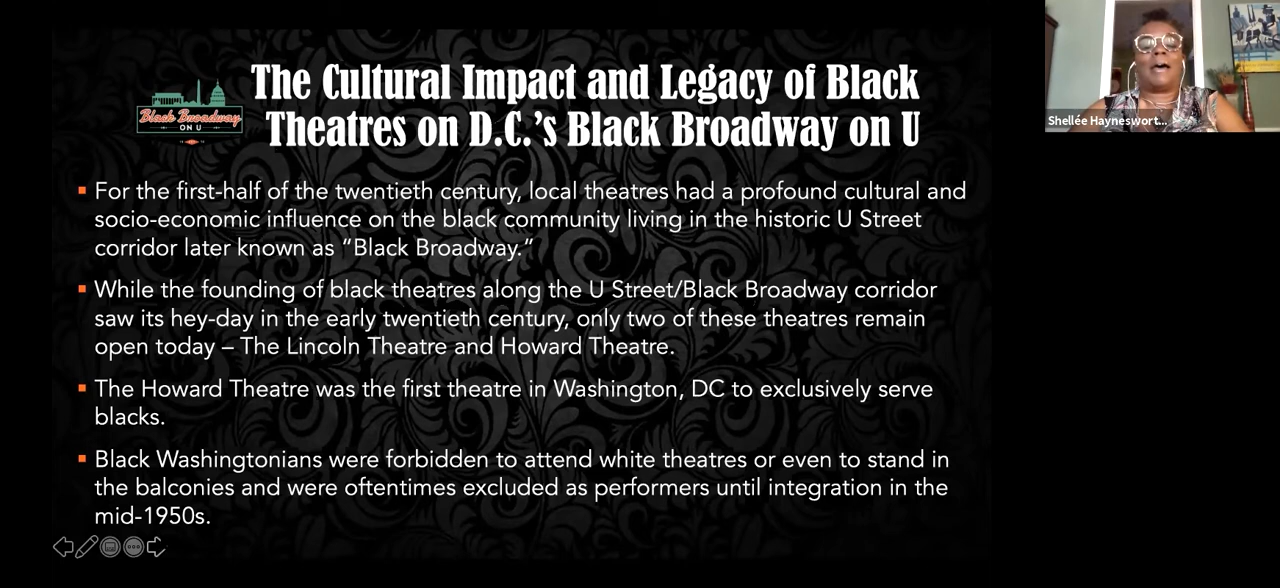 The Cultural Impact and Legacy of Black
Theatres on D.C.'s Black Broadway on U
Black Broadway
ON U
▪ For the first-half of the twentieth century, local theatres had a profound cultural and
socio-economic influence on the black community living in the historic U Street
corridor later known as “Black Broadway.”
▪ While the founding of black theatres along the U Street/Black Broadway corridor
saw its hey-day in the early twentieth century, only two of these theatres remain
open today – The Lincoln Theatre and Howard Theatre.
▪ The Howard Theatre was the first theatre in Washington, DC to exclusively serve
blacks.
▪ Black Washingtonians were forbidden to attend white theatres or even to stand in
the balconies and were oftentimes excluded as performers until integration in the
mid-1950s.
Shellée Hayneswort...